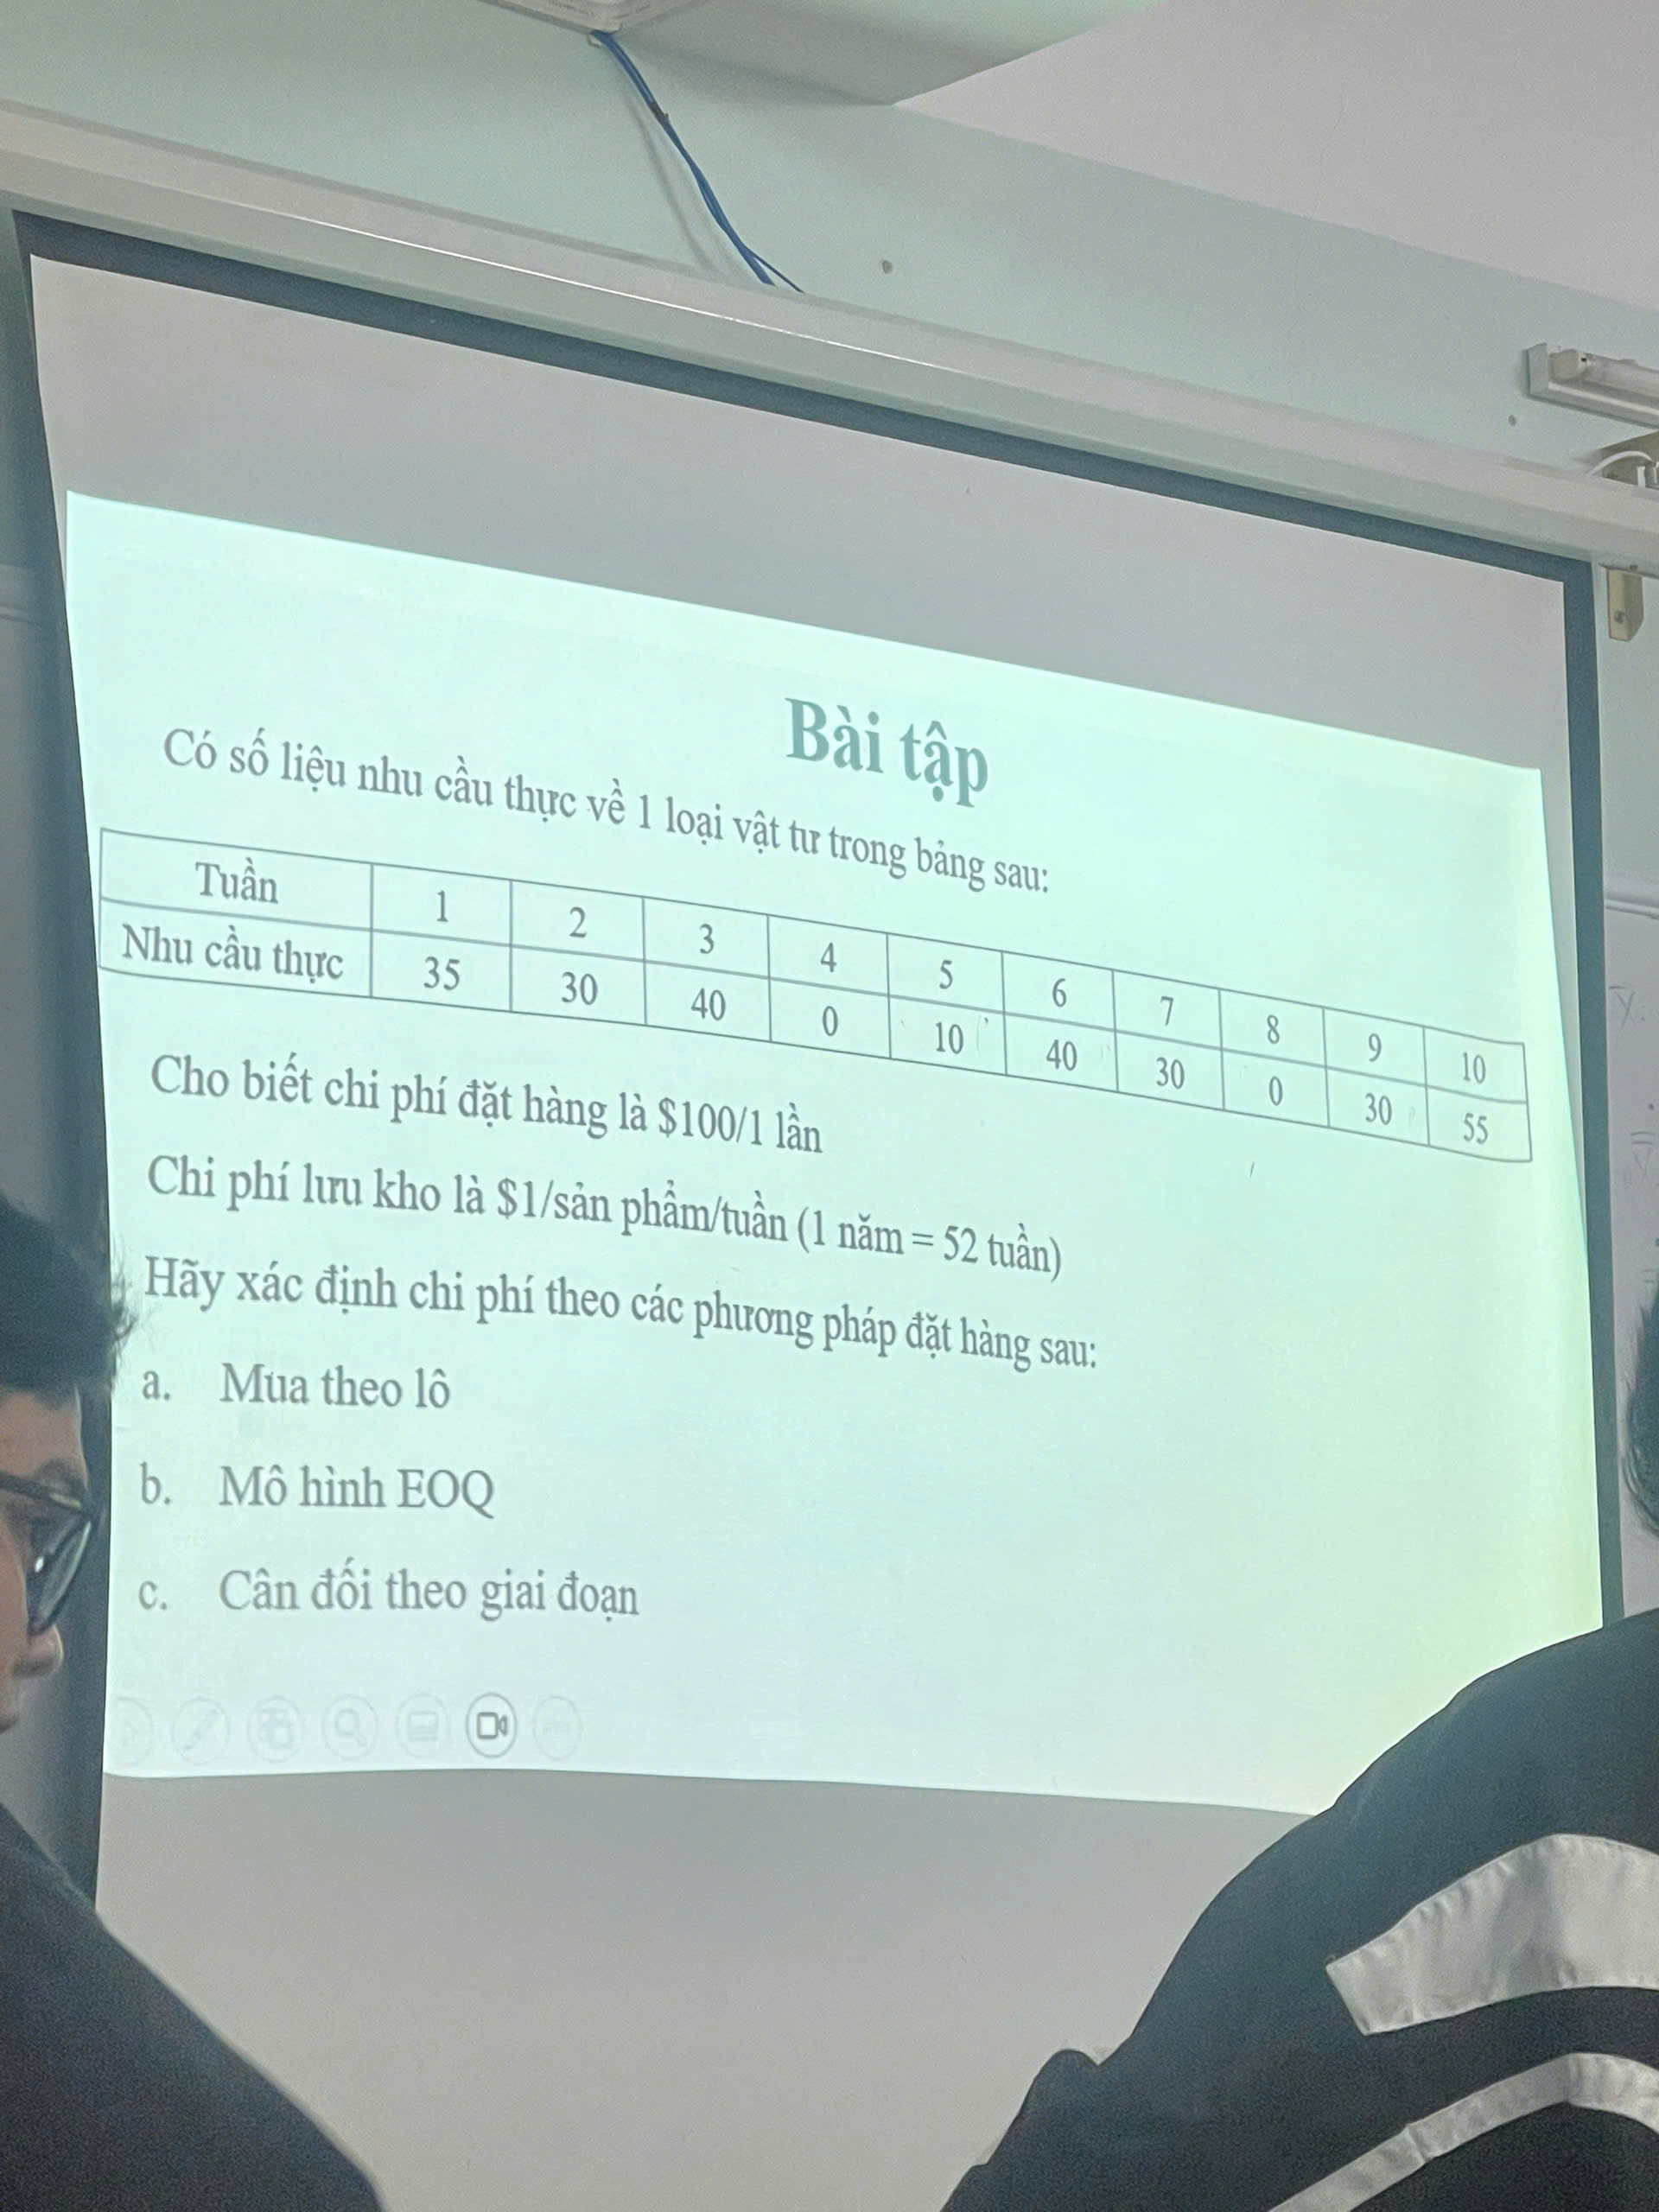 Bài tập
Có số liệu nhu cầu thực về 1 loại vật tư trong bảng sau:
Tuần 1 2 3 4 5 6 7 8 9 10
Nhu cầu thực 35 30 40 0 10 40 30 0 30 55
Cho biết chi phí đặt hàng là $100/1 lần
Chi phí lưu kho là $1/sản phẩm/tuần (1 năm = 52 tuần)
Hãy xác định chi phí theo các phương pháp đặt hàng sau:
a. Mua theo lô
b. Mô hình EOQ
c. Cân đối theo giai đoạn